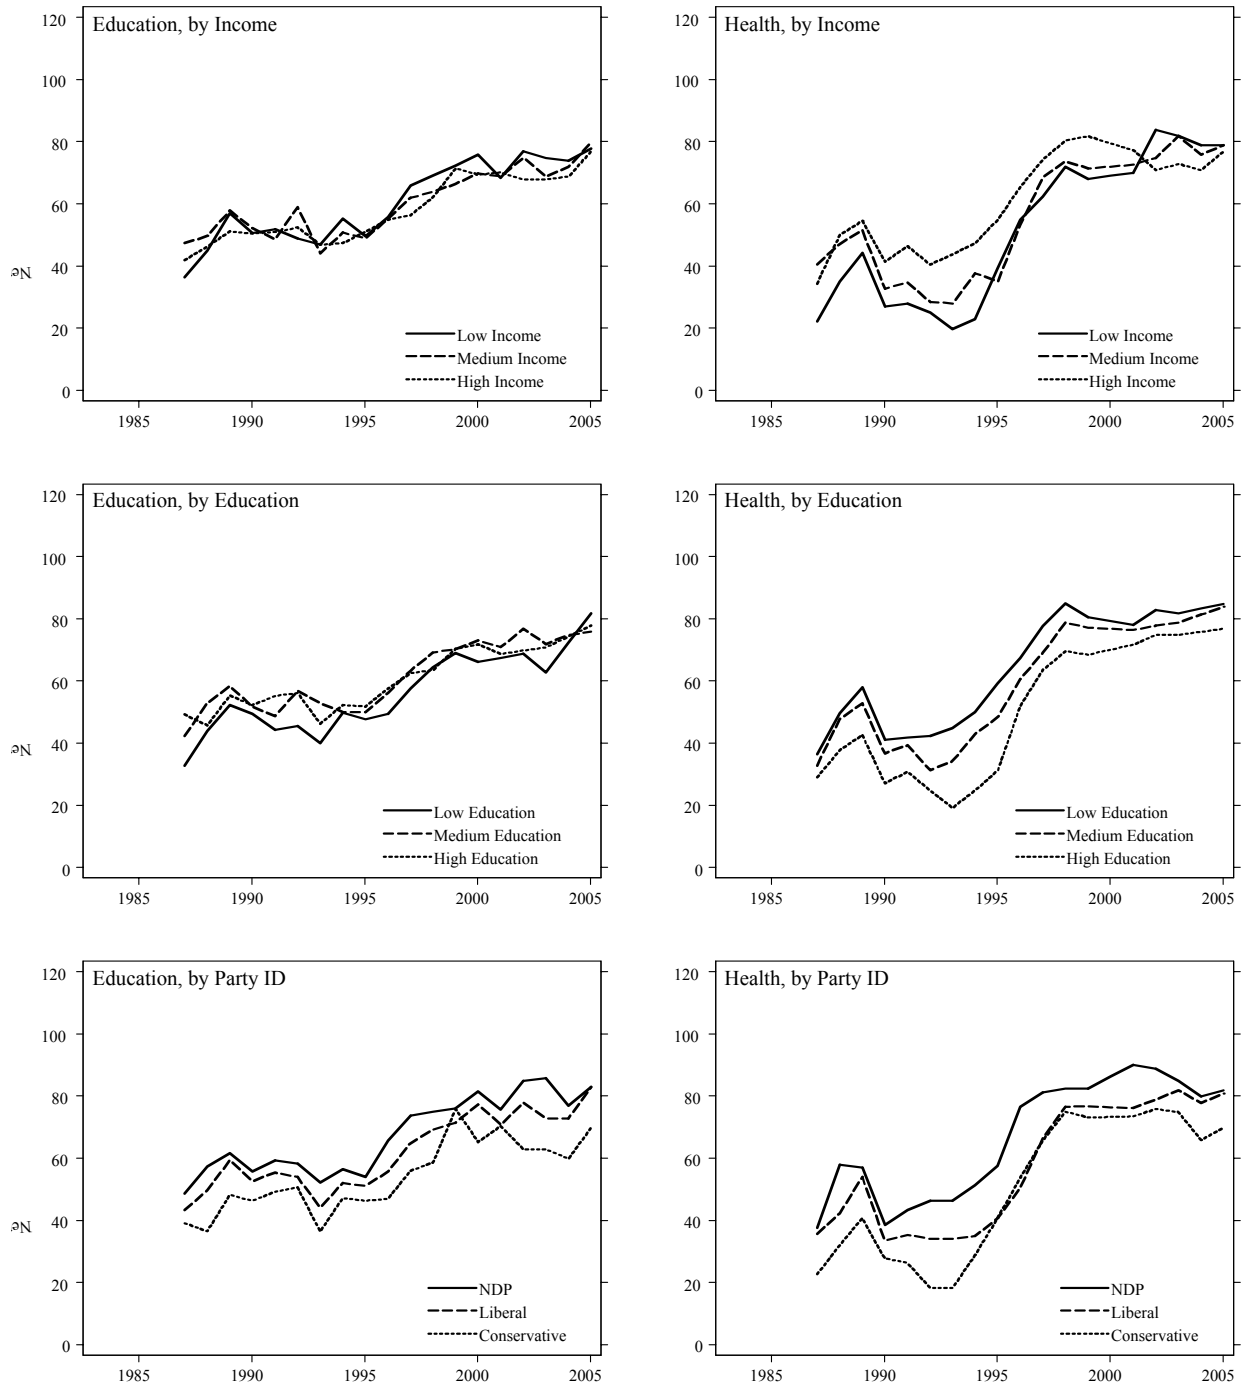 Education, by Income
120
100
80
60
40
20
0
Low Income
Medium Income
High Income
1985 1990 1995 2000 2005
Health, by Income
120
100
80
60
40
20
0
Low Income
Medium Income
High Income
1985 1990 1995 2000 2005
Education, by Education
120
100
80
60
40
20
0
Low Education
Medium Education
High Education
1985 1990 1995 2000 2005
Health, by Education
120
100
80
60
40
20
0
Low Education
Medium Education
High Education
1985 1990 1995 2000 2005
Education, by Party ID
120
100
80
60
40
20
0
NDP
Liberal
Conservative
1985 1990 1995 2000 2005
Health, by Party ID
120
100
80
60
40
20
0
NDP
Liberal
Conservative
1985 1990 1995 2000 2005